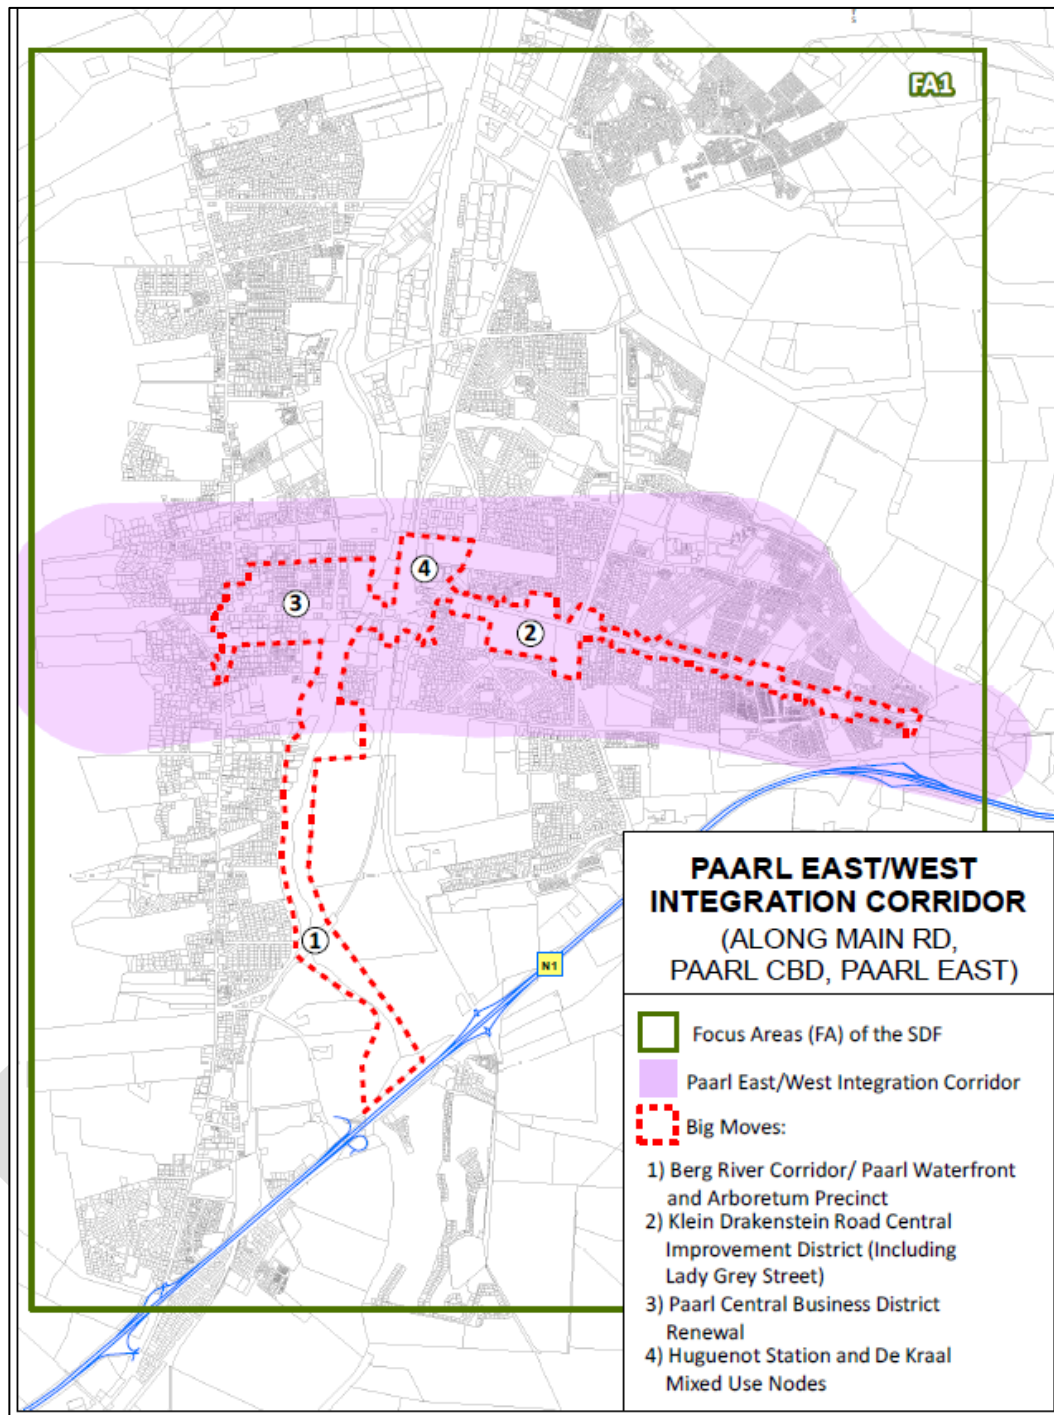 FA1
4
3
2
1
N1
PAARL EAST/WEST
INTEGRATION CORRIDOR
(ALONG MAIN RD,
PAARL CBD, PAARL EAST)
Focus Areas (FA) of the SDF
Paarl East/West Integration Corridor
Big Moves:
1) Berg River Corridor/ Paarl Waterfront
and Arboretum Precinct
2) Klein Drakenstein Road Central
Improvement District (Including
Lady Grey Street)
3) Paarl Central Business District
Renewal
4) Huguenot Station and De Kraal
Mixed Use Nodes